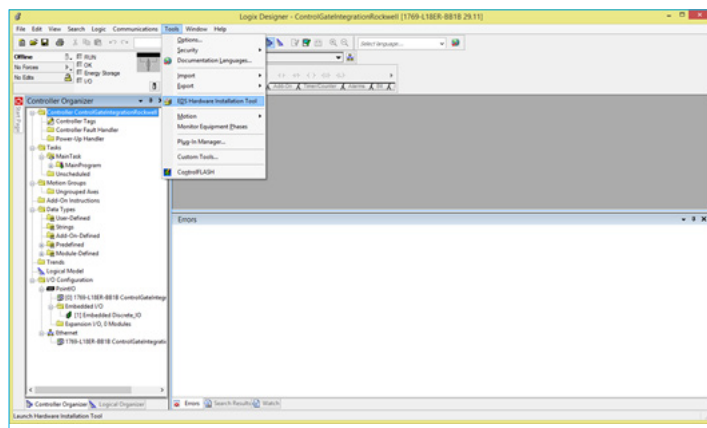 Logix Designer - ControlGateIntegrationRockwell [1769-L18ER-BB1B 29.11]
File Edit View Search Logic Communications Tools Window Help
Select language...
Offline
RUN
No Forces
OK
Energy Storage
No Edits
I/O
Options...
Security
Documentation Languages...
Import
Export
EDS Hardware Installation Tool
Motion
Monitor Equipment Phases
Plug-In Manager...
Custom Tools...
ControlFLASH
Add-On
Timer/Counter
Alarms
Bit
Start Page
Controller Organizer
Controller ControlGateIntegrationRockwell
Controller Tags
Controller Fault Handler
Power-Up Handler
Tasks
MainTask
MainProgram
Unscheduled
Motion Groups
Ungrouped Axes
Add-On Instructions
Data Types
User-Defined
Strings
Add-On-Defined
Predefined
Module-Defined
Trends
Logical Model
I/O Configuration
PointIO
[0] 1769-L18ER-BB1B ControlGateIntegr
Embedded I/O
[1] Embedded Discrete_IO
Expansion I/O, 0 Modules
Ethernet
1769-L18ER-BB1B ControlGateIntegratio
Errors
Controller Organizer
Logical Organizer
Errors
Search Results
Watch
Launch Hardware Installation Tool